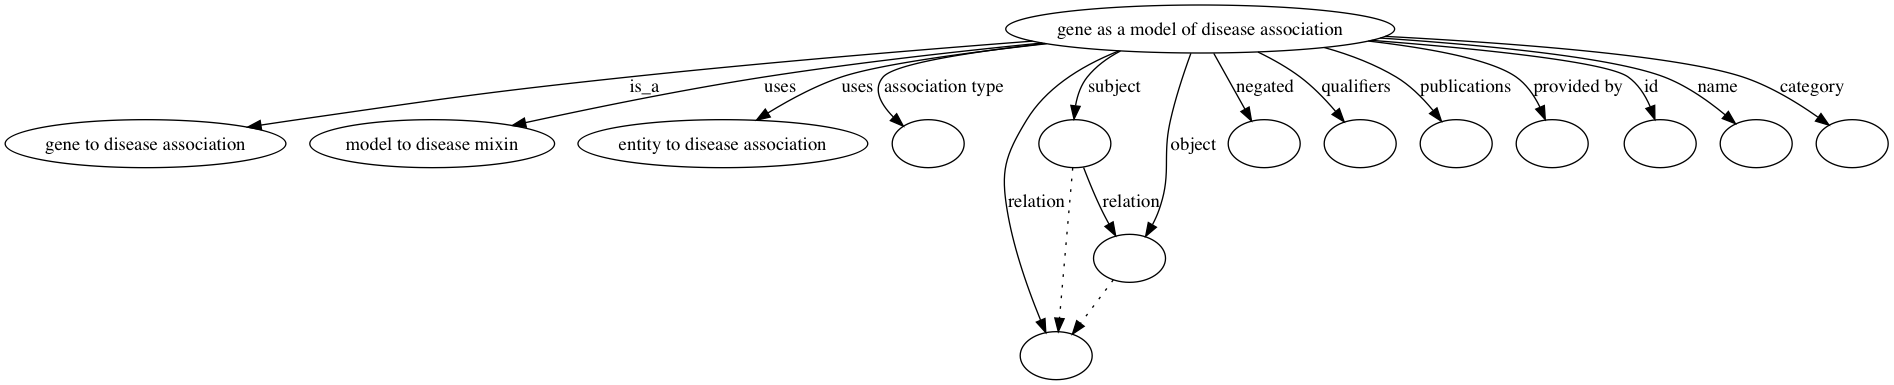 gene as a model of disease association
is_a
uses
uses
association type
subject
negated
qualifiers
publications
provided by
id
name
category
gene to disease association
model to disease mixin
entity to disease association
object
relation
relation